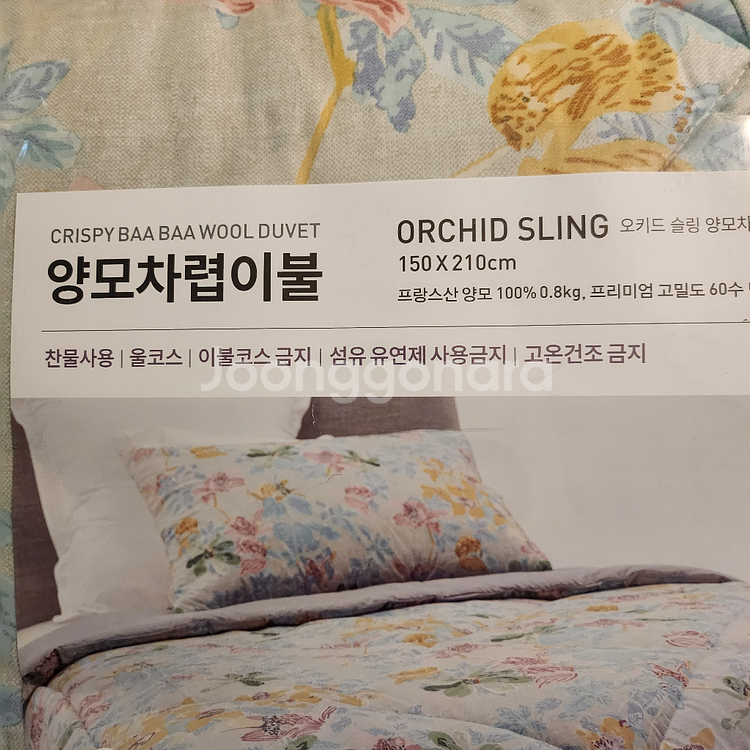 CRISPY BAA BAA WOOL DUVET
양모차렵이불
ORCHID SLING 오키드 슬링 양모차
150 X 210cm
프랑스산 양모 100% 0.8kg, 프리미엄 고밀도 60수
찬물사용 | 울코스 | 이불코스 금지 | 섬유 유연제 사용금지 | 고온건조 금지
Joonggonara